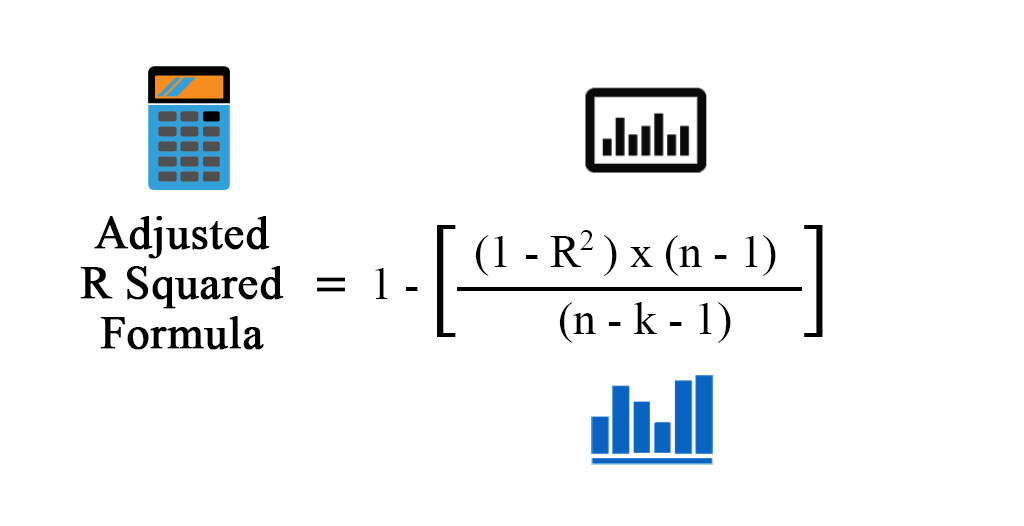 Adjusted
R Squared
Formula
= 1 - [ (1 - R² ) x (n - 1)
(n - k - 1) ]